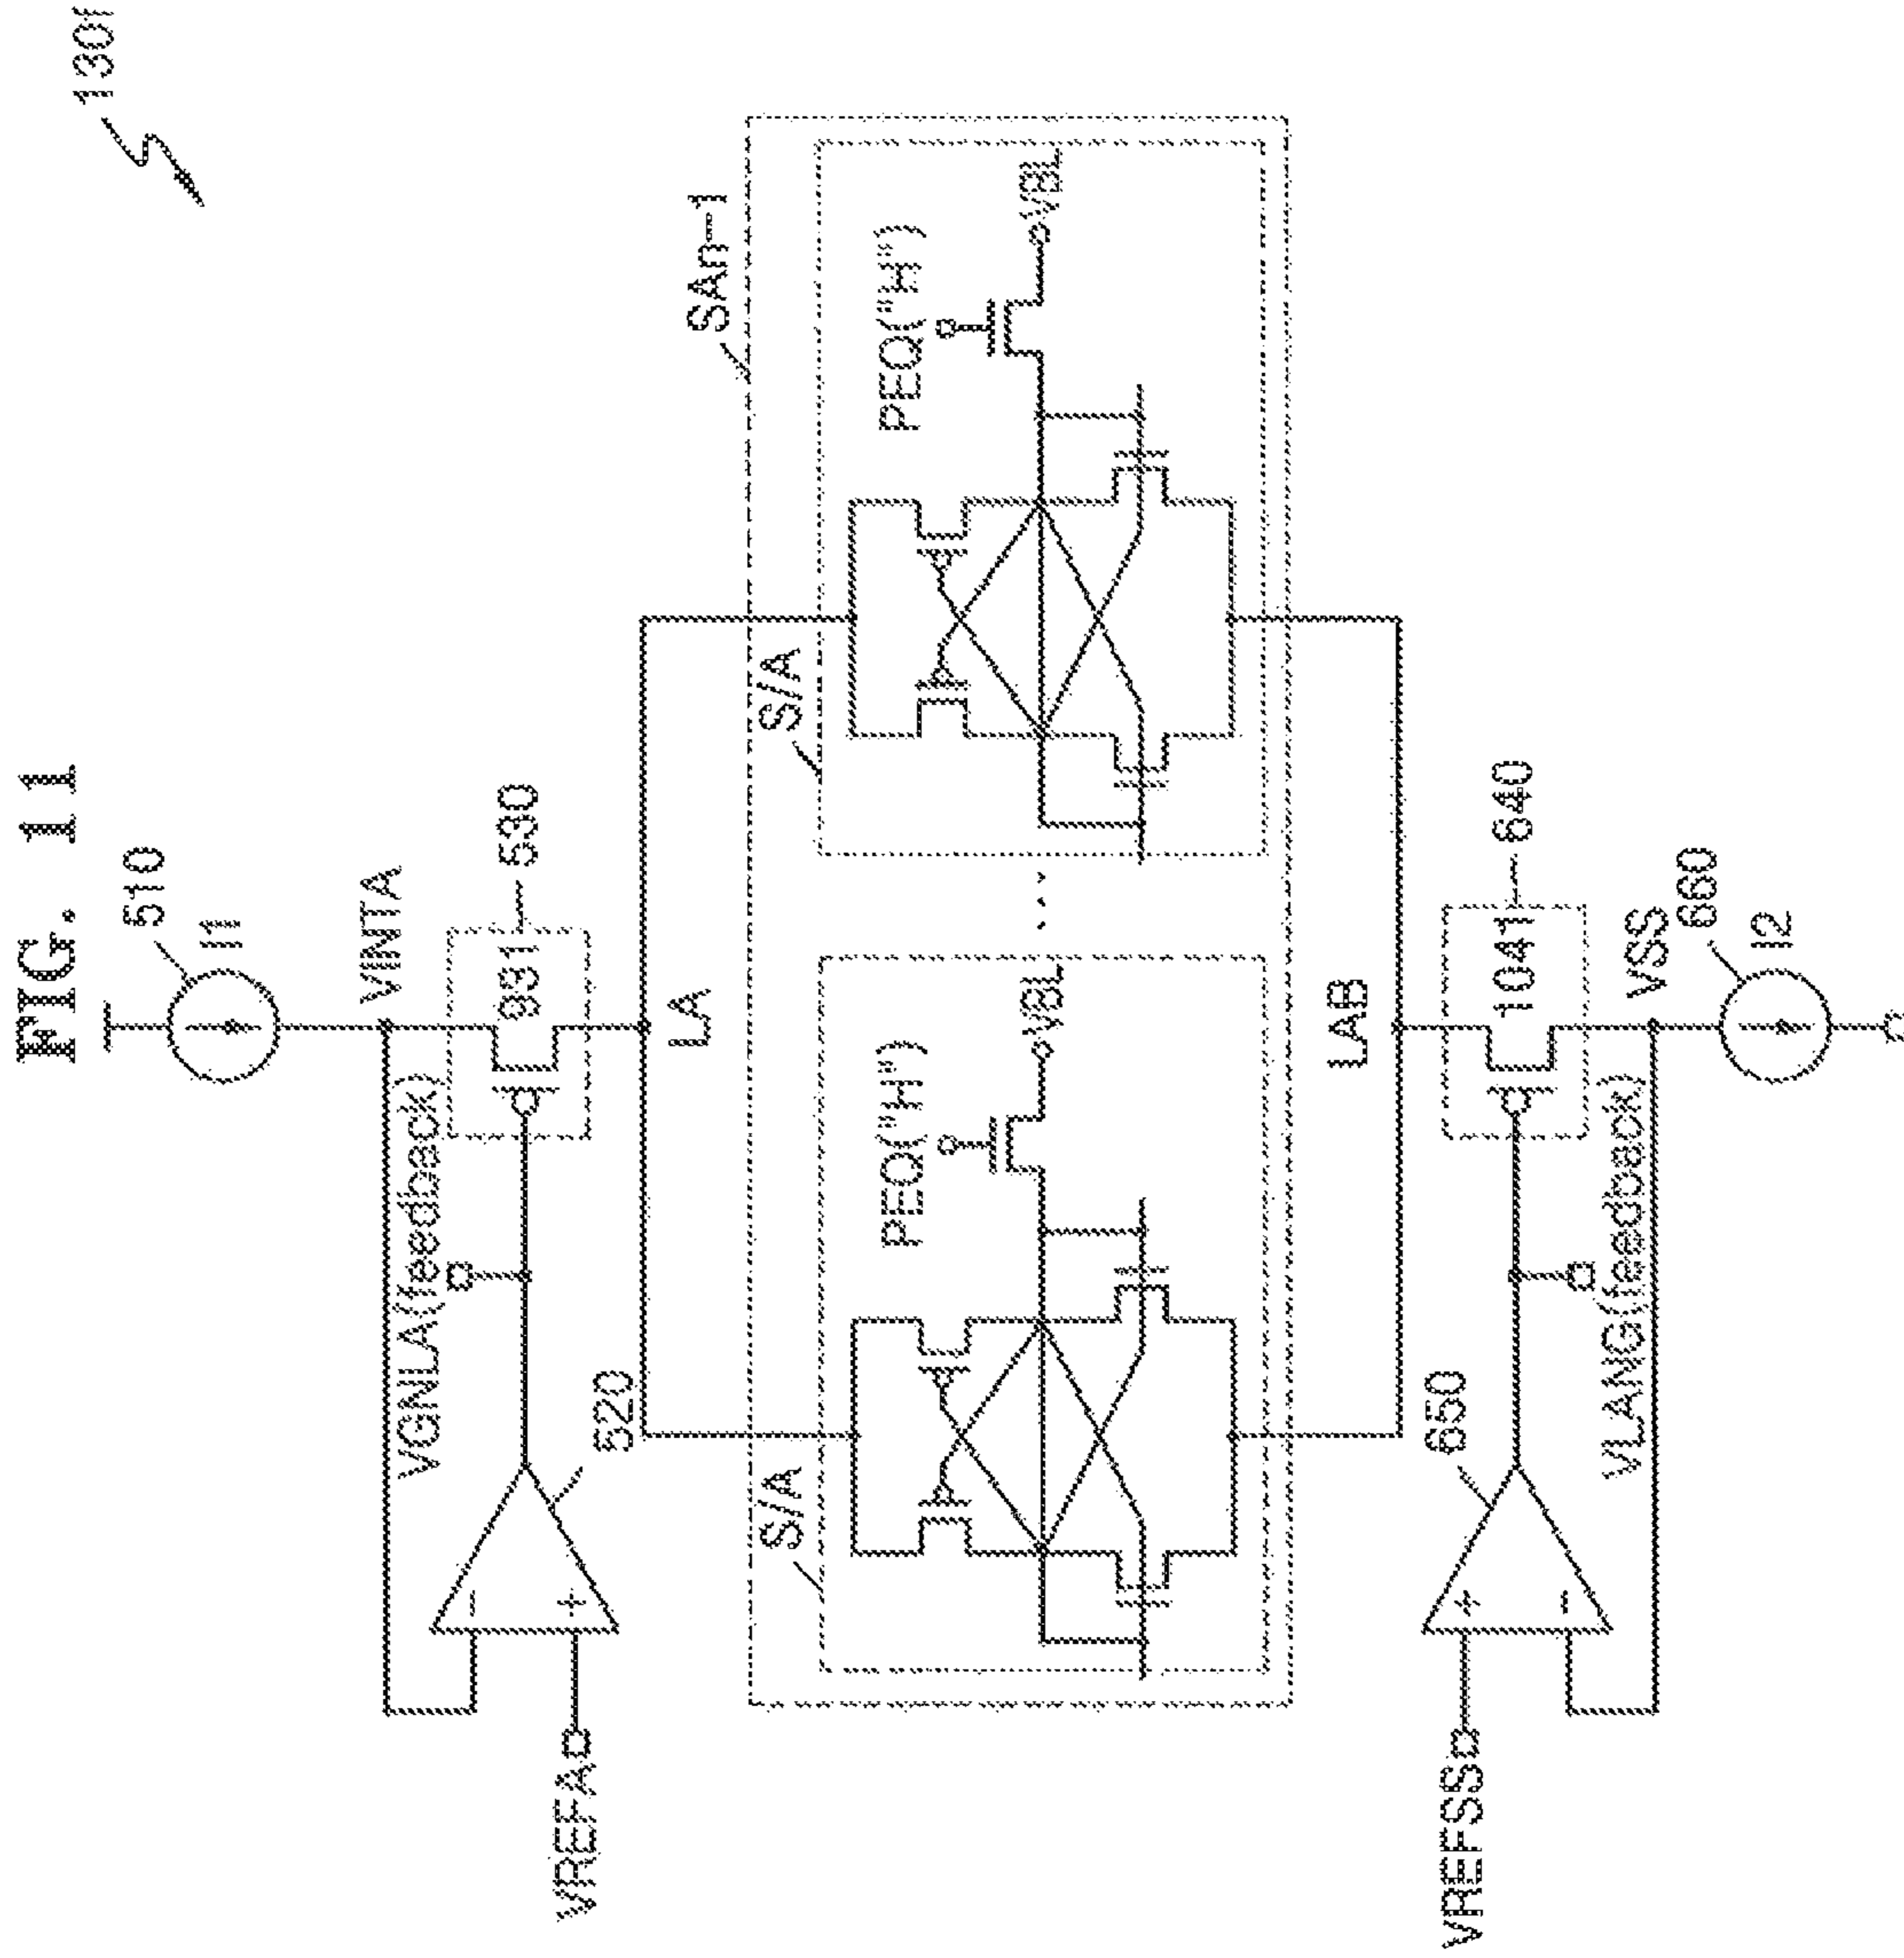 FIG. 11
130f
510
I1
VINTA
VGNLA(feedback)
931
530
520
-
+
VREFA
LA
SAn-1
S/A
PEQ("H")
VBL
...
S/A
PEQ("H")
VBL
LAB
1041
640
650
+
-
VREFSS
VLANG(feedback)
VSS
660
I2